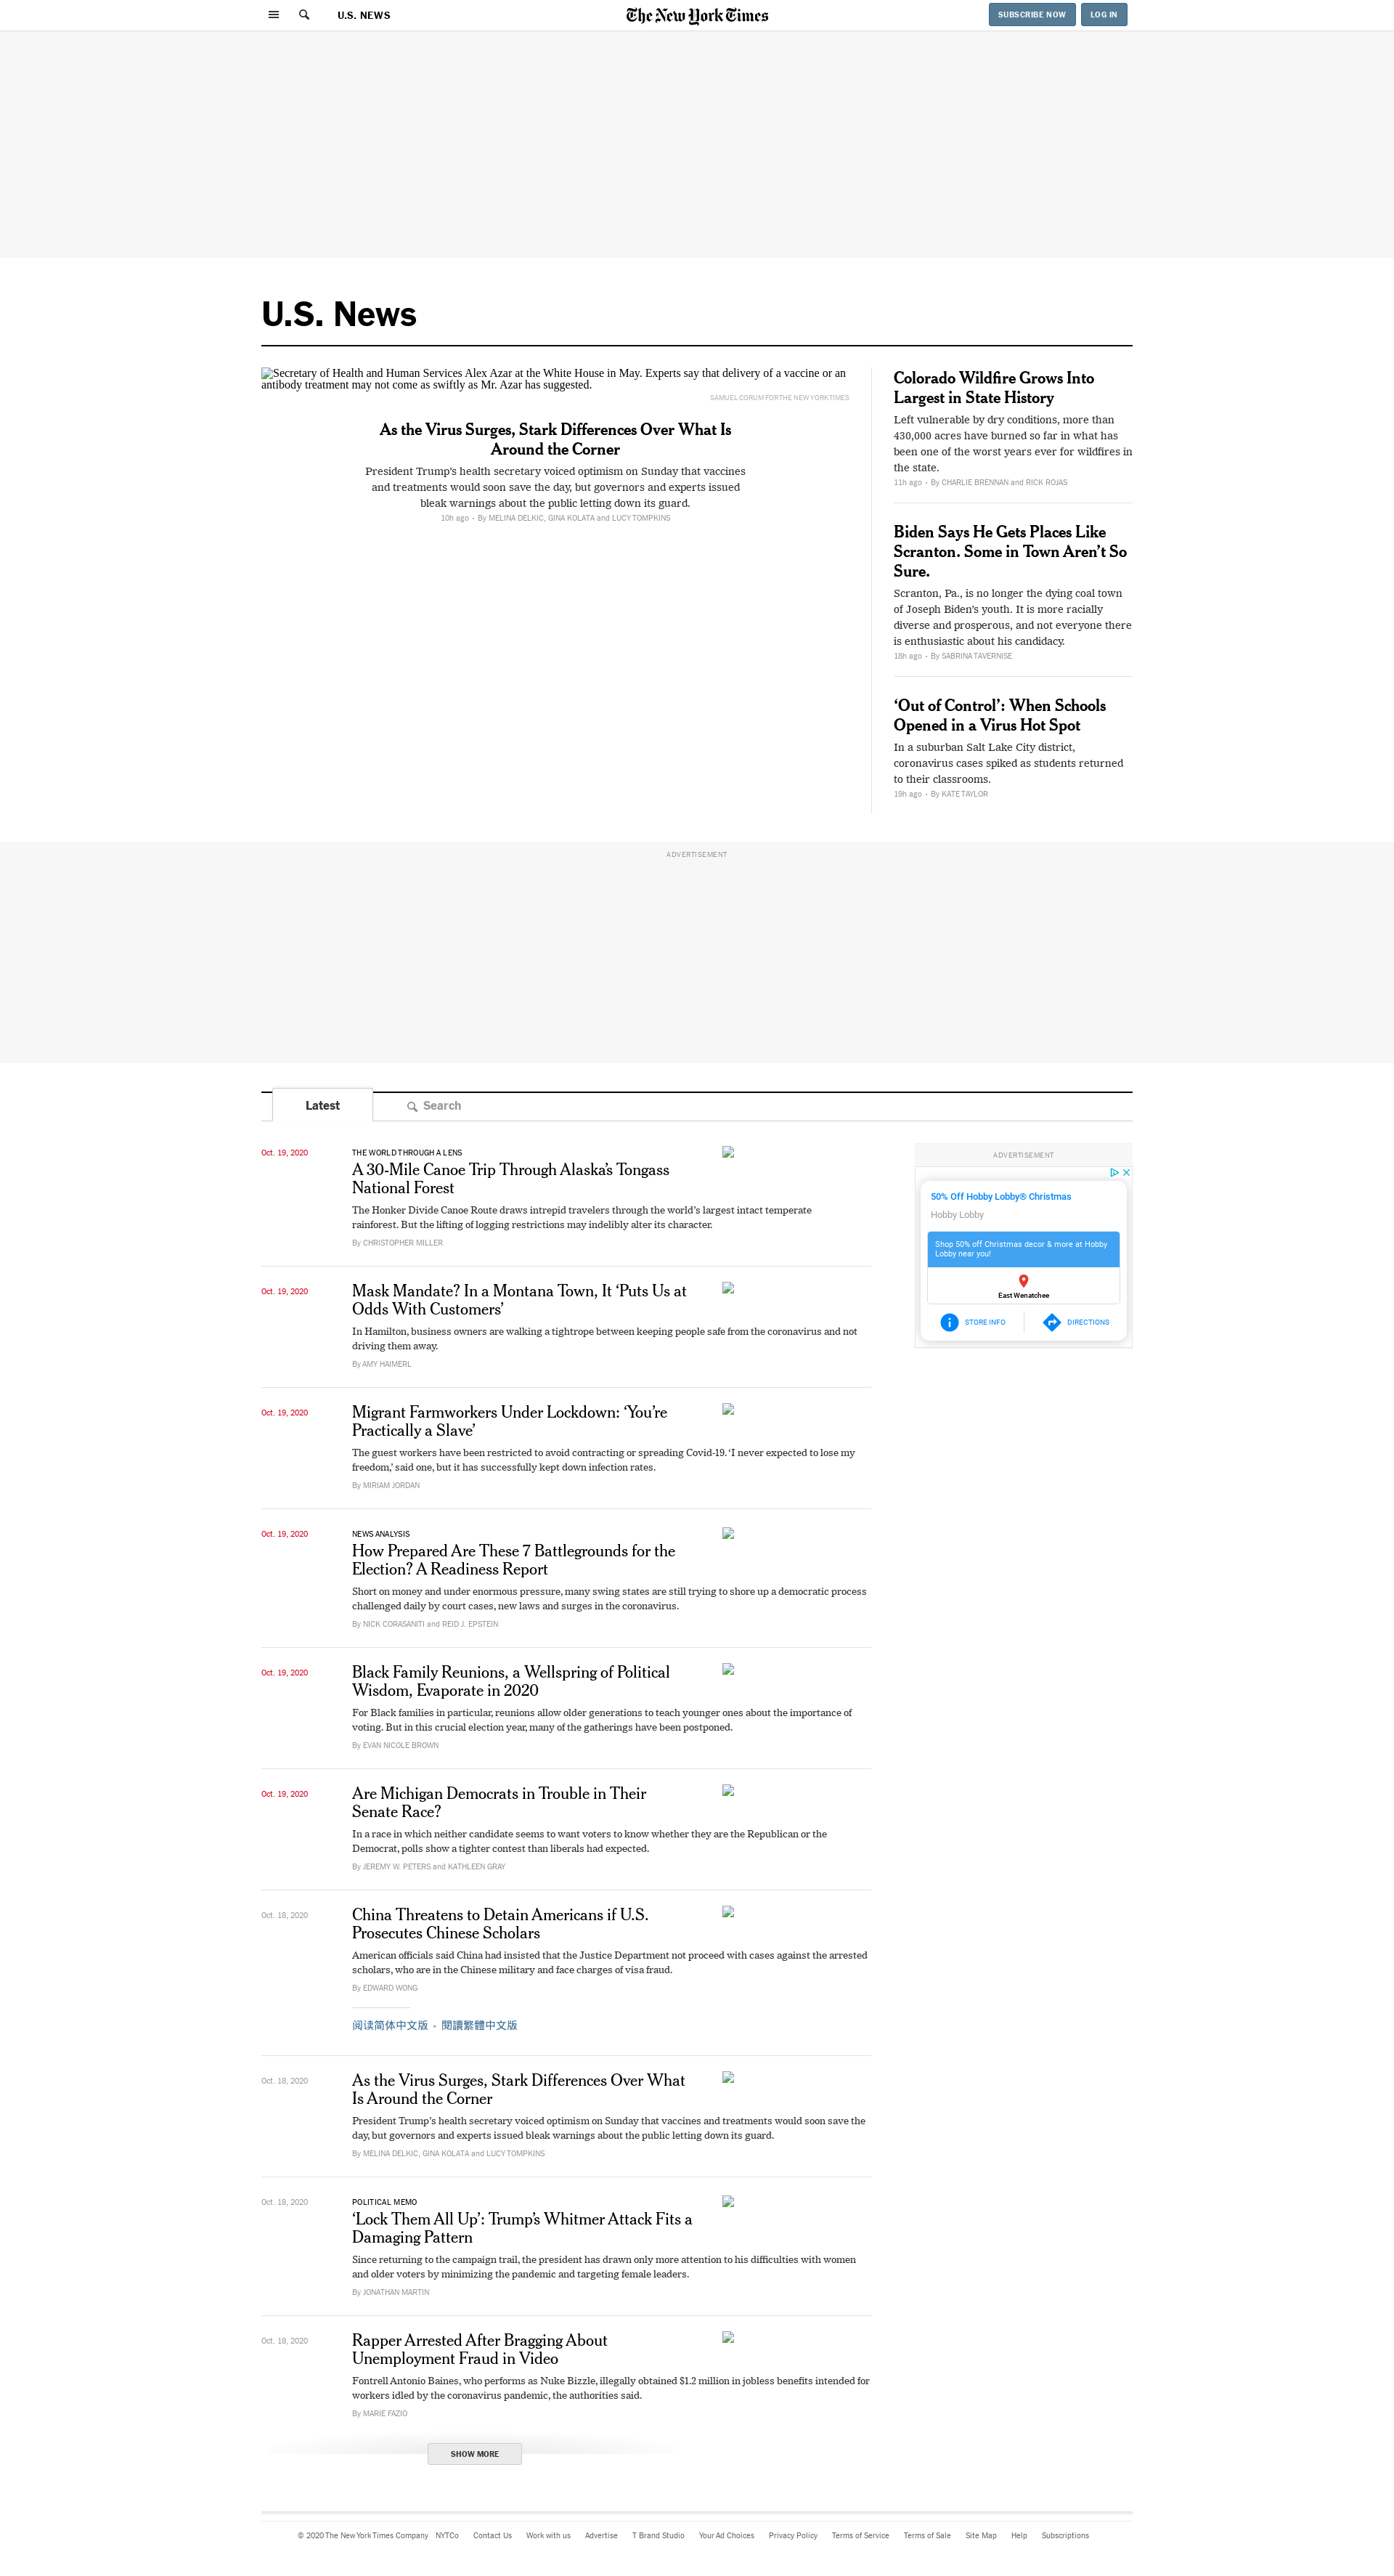 U.S. NEWS
The New York Times
SUBSCRIBE NOW
LOG IN
U.S. News
Secretary of Health and Human Services Alex Azar at the White House in May. Experts say that delivery of a vaccine or an
antibody treatment may not come as swiftly as Mr. Azar has suggested.
SAMUEL CORUM FOR THE NEW YORK TIMES
As the Virus Surges, Stark Differences Over What Is
Around the Corner
President Trump's health secretary voiced optimism on Sunday that vaccines
and treatments would soon save the day, but governors and experts issued
bleak warnings about the public letting down its guard.
10h ago • By MELINA DELKIC, GINA KOLATA and LUCY TOMPKINS
Colorado Wildfire Grows Into
Largest in State History
Left vulnerable by dry conditions, more than
430,000 acres have burned so far in what has
been one of the worst years ever for wildfires in
the state.
11h ago • By CHARLIE BRENNAN and RICK ROJAS
Biden Says He Gets Places Like
Scranton. Some in Town Aren't So
Sure.
Scranton, Pa., is no longer the dying coal town
of Joseph Biden's youth. It is more racially
diverse and prosperous, and not everyone there
is enthusiastic about his candidacy.
18h ago • By SABRINA TAVERNISE
'Out of Control': When Schools
Opened in a Virus Hot Spot
In a suburban Salt Lake City district,
coronavirus cases spiked as students returned
to their classrooms.
19h ago • By KATE TAYLOR
ADVERTISEMENT
Latest
Search
Oct. 19, 2020
THE WORLD THROUGH A LENS
A 30-Mile Canoe Trip Through Alaska's Tongass
National Forest
The Honker Divide Canoe Route draws intrepid travelers through the world's largest intact temperate
rainforest. But the lifting of logging restrictions may indelibly alter its character.
By CHRISTOPHER MILLER
ADVERTISEMENT
50% Off Hobby Lobby® Christmas
Hobby Lobby
Shop 50% off Christmas decor & more at Hobby
Lobby near you!
East Wenatchee
STORE INFO
DIRECTIONS
Oct. 19, 2020
Mask Mandate? In a Montana Town, It 'Puts Us at
Odds With Customers'
In Hamilton, business owners are walking a tightrope between keeping people safe from the coronavirus and not
driving them away.
By AMY HAIMERL
Oct. 19, 2020
Migrant Farmworkers Under Lockdown: 'You're
Practically a Slave'
The guest workers have been restricted to avoid contracting or spreading Covid-19. 'I never expected to lose my
freedom,' said one, but it has successfully kept down infection rates.
By MIRIAM JORDAN
Oct. 19, 2020
NEWS ANALYSIS
How Prepared Are These 7 Battlegrounds for the
Election? A Readiness Report
Short on money and under enormous pressure, many swing states are still trying to shore up a democratic process
challenged daily by court cases, new laws and surges in the coronavirus.
By NICK CORASANITI and REID J. EPSTEIN
Oct. 19, 2020
Black Family Reunions, a Wellspring of Political
Wisdom, Evaporate in 2020
For Black families in particular, reunions allow older generations to teach younger ones about the importance of
voting. But in this crucial election year, many of the gatherings have been postponed.
By EVAN NICOLE BROWN
Oct. 19, 2020
Are Michigan Democrats in Trouble in Their
Senate Race?
In a race in which neither candidate seems to want voters to know whether they are the Republican or the
Democrat, polls show a tighter contest than liberals had expected.
By JEREMY W. PETERS and KATHLEEN GRAY
Oct. 18, 2020
China Threatens to Detain Americans if U.S.
Prosecutes Chinese Scholars
American officials said China had insisted that the Justice Department not proceed with cases against the arrested
scholars, who are in the Chinese military and face charges of visa fraud.
By EDWARD WONG
阅读简体中文版 • 閱讀繁體中文版
Oct. 18, 2020
As the Virus Surges, Stark Differences Over What
Is Around the Corner
President Trump's health secretary voiced optimism on Sunday that vaccines and treatments would soon save the
day, but governors and experts issued bleak warnings about the public letting down its guard.
By MELINA DELKIC, GINA KOLATA and LUCY TOMPKINS
Oct. 18, 2020
POLITICAL MEMO
'Lock Them All Up': Trump's Whitmer Attack Fits a
Damaging Pattern
Since returning to the campaign trail, the president has drawn only more attention to his difficulties with women
and older voters by minimizing the pandemic and targeting female leaders.
By JONATHAN MARTIN
Oct. 18, 2020
Rapper Arrested After Bragging About
Unemployment Fraud in Video
Fontrell Antonio Baines, who performs as Nuke Bizzle, illegally obtained $1.2 million in jobless benefits intended for
workers idled by the coronavirus pandemic, the authorities said.
By MARIE FAZIO
SHOW MORE
© 2020 The New York Times Company NYTCo Contact Us Work with us Advertise T Brand Studio Your Ad Choices Privacy Policy Terms of Service Terms of Sale Site Map Help Subscriptions